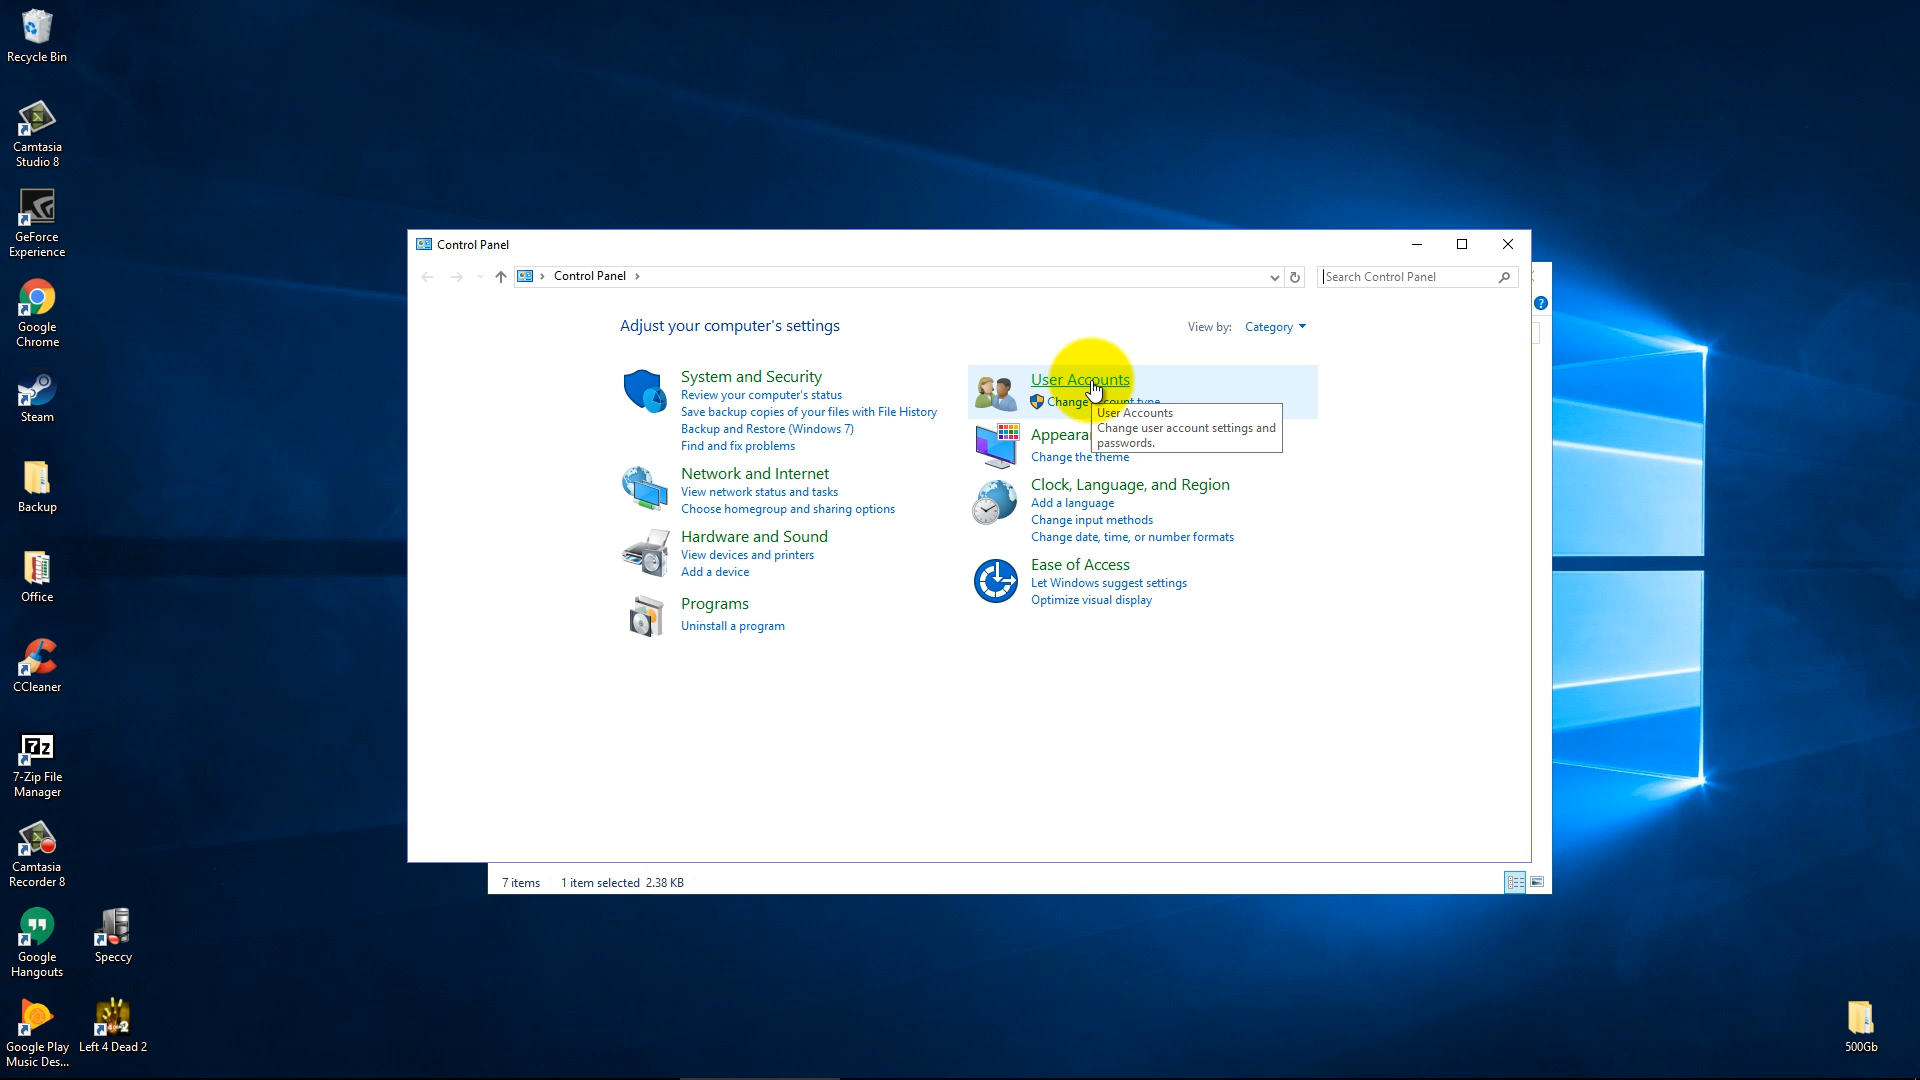 Recycle Bin
Camtasia
Studio 8
GeForce
Experience
Google
Chrome
Steam
Backup
Office
CCleaner
7-Zip File
Manager
Camtasia
Recorder 8
Google
Hangouts
Speccy
Google Play
Music Des...
Left 4 Dead 2
500Gb
Control Panel
Control Panel
Search Control Panel
Adjust your computer's settings
View by: Category
System and Security
Review your computer's status
Save backup copies of your files with File History
Backup and Restore (Windows 7)
Find and fix problems
Network and Internet
View network status and tasks
Choose homegroup and sharing options
Hardware and Sound
View devices and printers
Add a device
Programs
Uninstall a program
User Accounts
Change account type
User Accounts
Change user account settings and
passwords.
Change the theme
Clock, Language, and Region
Add a language
Change input methods
Change date, time, or number formats
Ease of Access
Let Windows suggest settings
Optimize visual display
7 items 1 item selected 2.38 KB